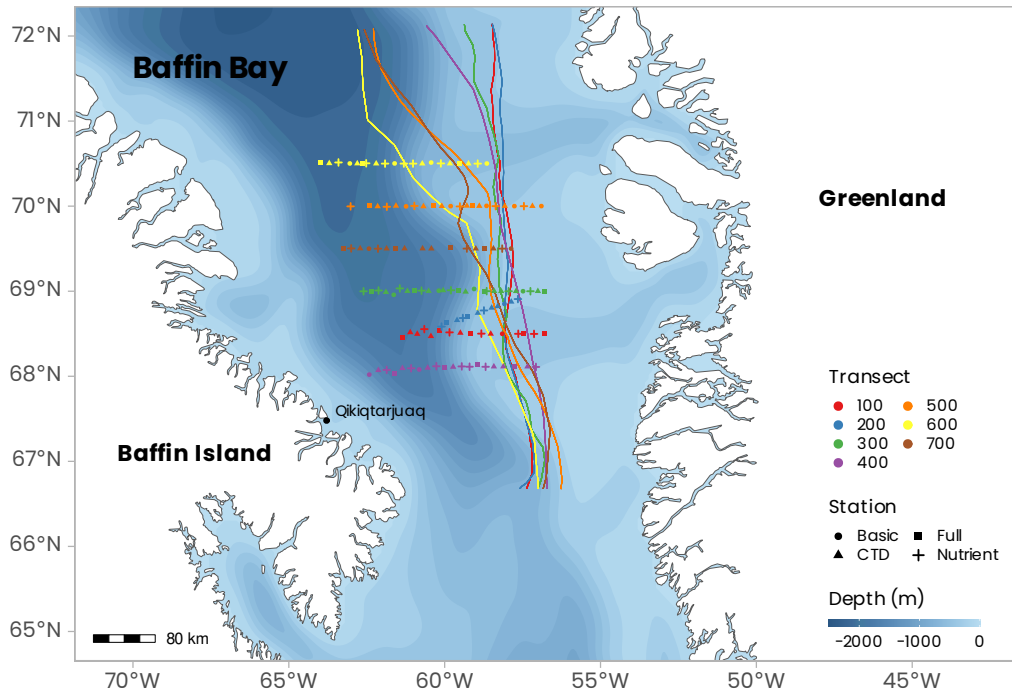 72°N
71°N
70°N
69°N
68°N
67°N
66°N
65°N
Baffin Bay
Greenland
Qikiqtarjuaq
Baffin Island
80 km
Transect
100 500
200 600
300 700
400
Station
Basic Full
CTD Nutrient
Depth (m)
-2000 -1000 0
70°W 65°W 60°W 55°W 50°W 45°W